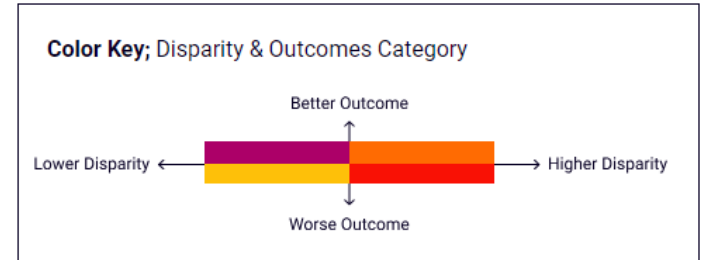 Color Key; Disparity & Outcomes Category
Better Outcome
Lower Disparity
Higher Disparity
Worse Outcome